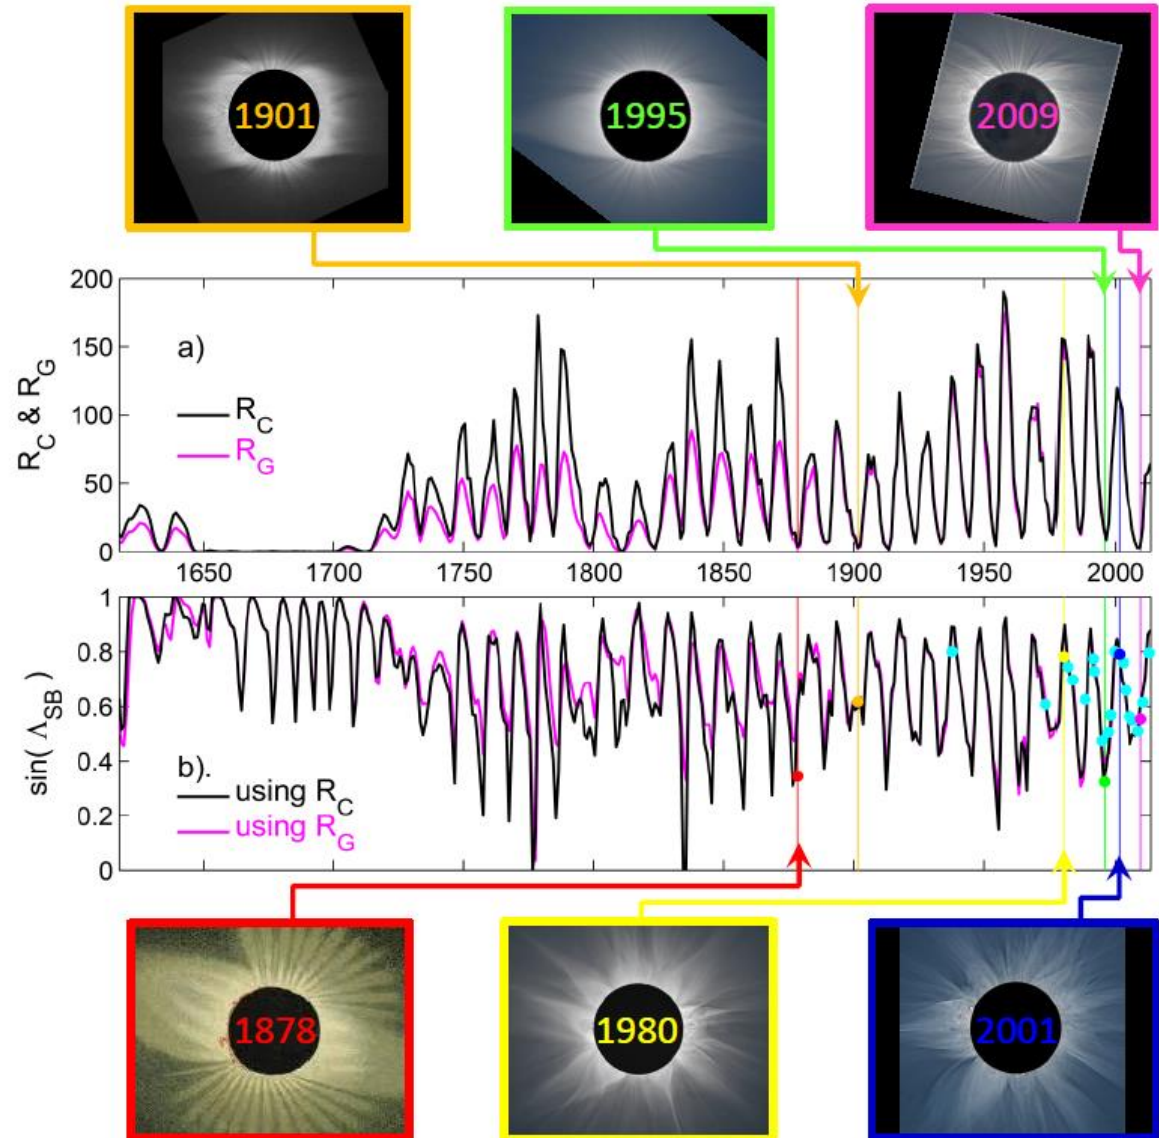 1901
1995
2009
200
150
100
50
0
R_C & R_G
a)
R_C
R_G
1650 1700 1750 1800 1850 1900 1950 2000
1
0.8
0.6
0.4
0.2
0
sin( Λ_SB)
b).
using R_C
using R_G
1878
1980
2001